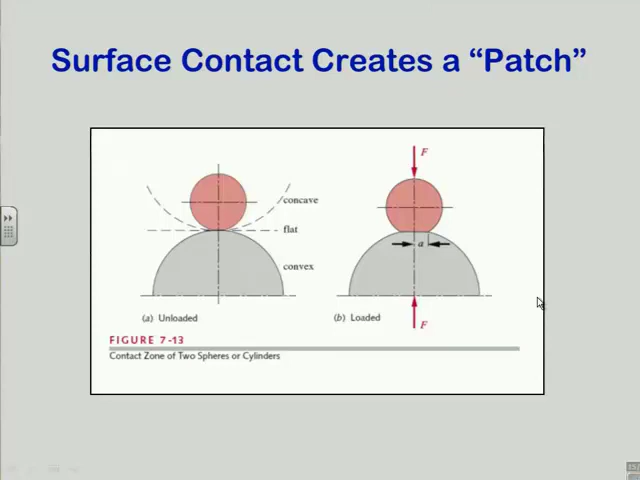 Surface Contact Creates a “Patch”
F
concave
flat
a
convex
(a) Unloaded
(b) Loaded
F
FIGURE 7-13
Contact Zone of Two Spheres or Cylinders